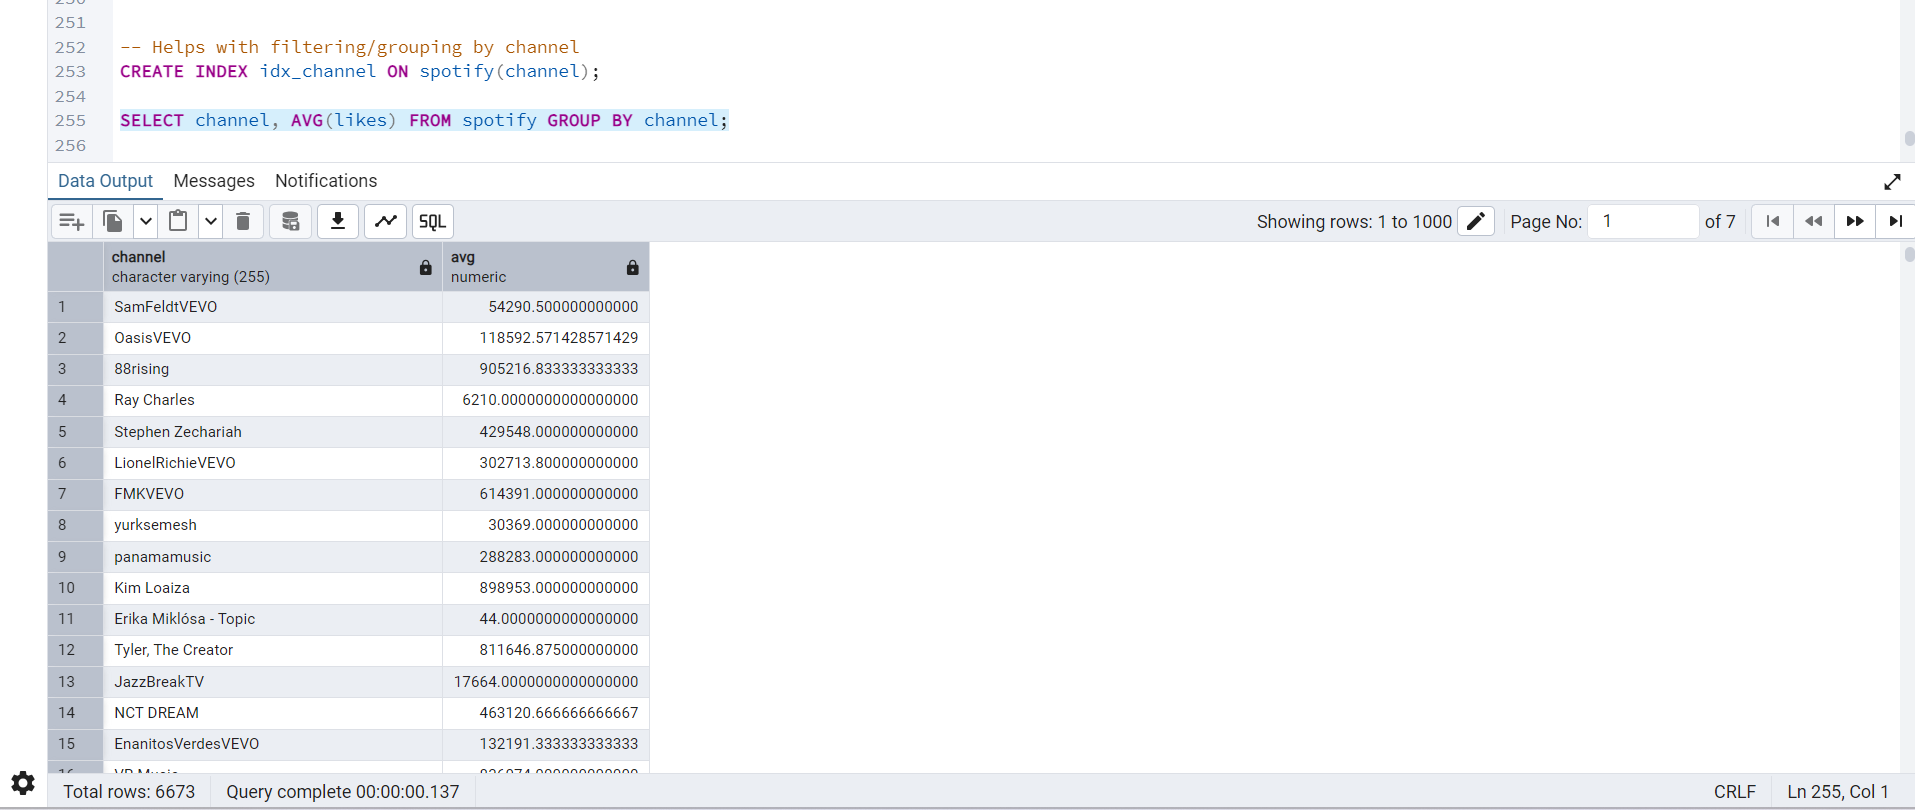 251
252 -- Helps with filtering/grouping by channel
253 CREATE INDEX idx_channel ON spotify(channel);
254
255 SELECT channel, AVG(likes) FROM spotify GROUP BY channel;
256
Data Output Messages Notifications
SQL Showing rows: 1 to 1000 Page No: 1 of 7
channel avg
character varying (255) numeric
1 SamFeldtVEVO 54290.500000000000
2 OasisVEVO 118592.571428571429
3 88rising 905216.833333333333
4 Ray Charles 6210.0000000000000000
5 Stephen Zechariah 429548.000000000000
6 LionelRichieVEVO 302713.800000000000
7 FMKVEVO 614391.000000000000
8 yurksemesh 30369.000000000000
9 panamamusic 288283.000000000000
10 Kim Loaiza 898953.000000000000
11 Erika Miklósa - Topic 44.0000000000000000
12 Tyler, The Creator 811646.875000000000
13 JazzBreakTV 17664.0000000000000000
14 NCT DREAM 463120.666666666667
15 EnanitosVerdesVEVO 132191.333333333333
Total rows: 6673 Query complete 00:00:00.137 CRLF Ln 255, Col 1